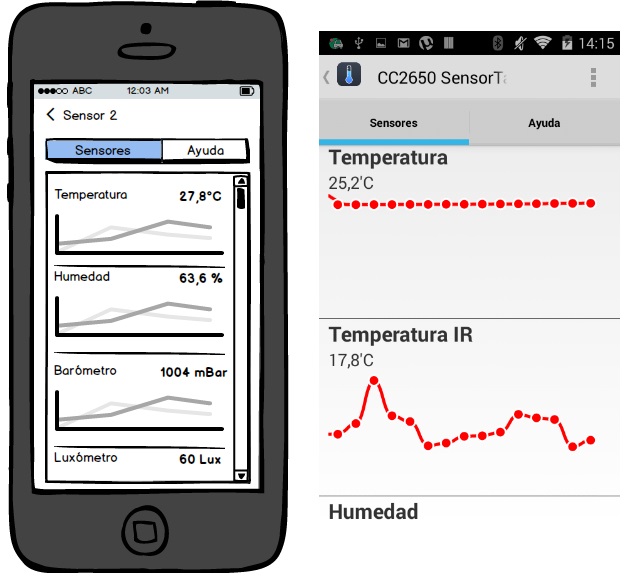 ABC 12:03 AM
Sensor 2
Sensores Ayuda
Temperatura 27,8°C
Humedad 63,6 %
Barómetro 1004 mBar
Luxómetro 60 Lux
14:15
CC2650 SensorTa
Sensores Ayuda
Temperatura
25,2'C
Temperatura IR
17,8'C
Humedad